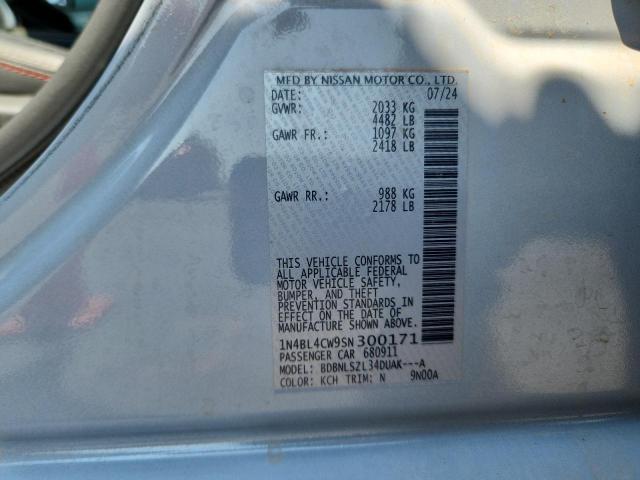 MFD BY NISSAN MOTOR CO., LTD.
DATE: 07/24
GVWR: 2033 KG
4482 LB
GAWR FR.: 1097 KG
2418 LB
GAWR RR.: 988 KG
2178 LB
THIS VEHICLE CONFORMS TO
ALL APPLICABLE FEDERAL
MOTOR VEHICLE SAFETY,
BUMPER, AND THEFT
PREVENTION STANDARDS IN
EFFECT ON THE DATE OF
MANUFACTURE SHOWN ABOVE.
1N4BL4CW9SN300171
PASSENGER CAR 680911
MODEL: BDBNLSZL34DUAK---A
COLOR: KCH TRIM: N 9N00A